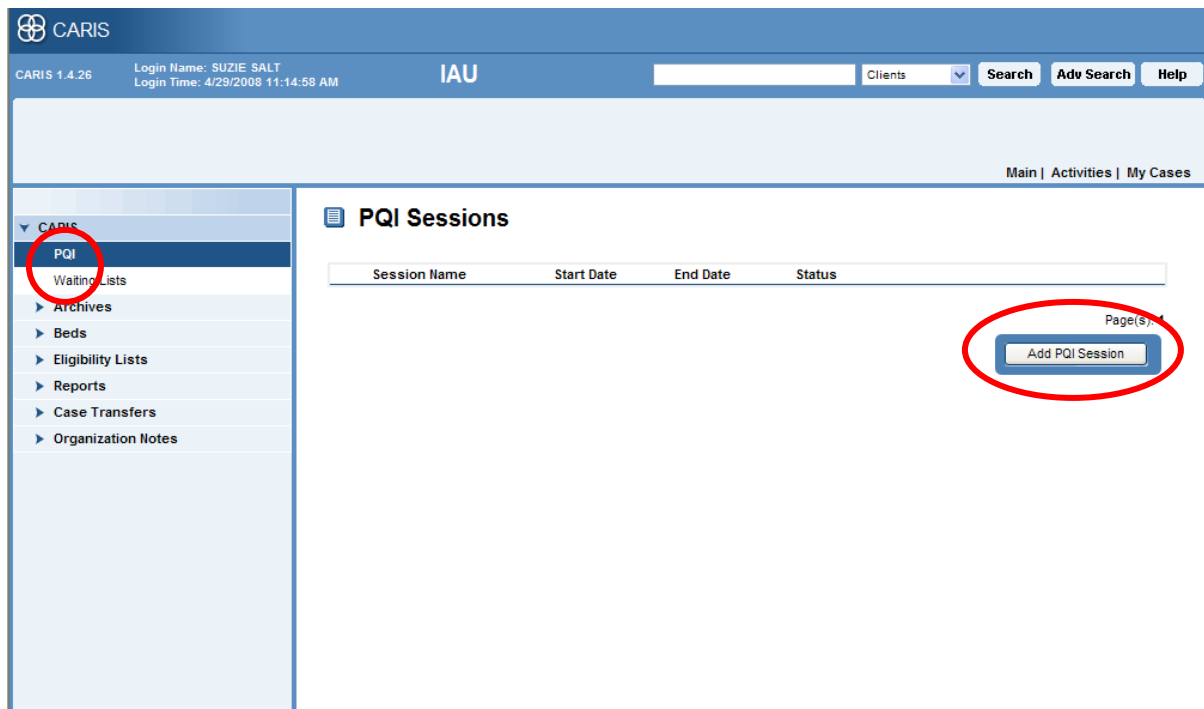 CARIS
CARIS 1.4.26
Login Name: SUZIE SALT
Login Time: 4/29/2008 11:14:58 AM
IAU
Clients
Search
Adv Search
Help
Main | Activities | My Cases
CARIS
PQI
Waiting Lists
Archives
Beds
Eligibility Lists
Reports
Case Transfers
Organization Notes
PQI Sessions
Session Name Start Date End Date Status
Page(s): 1
Add PQI Session